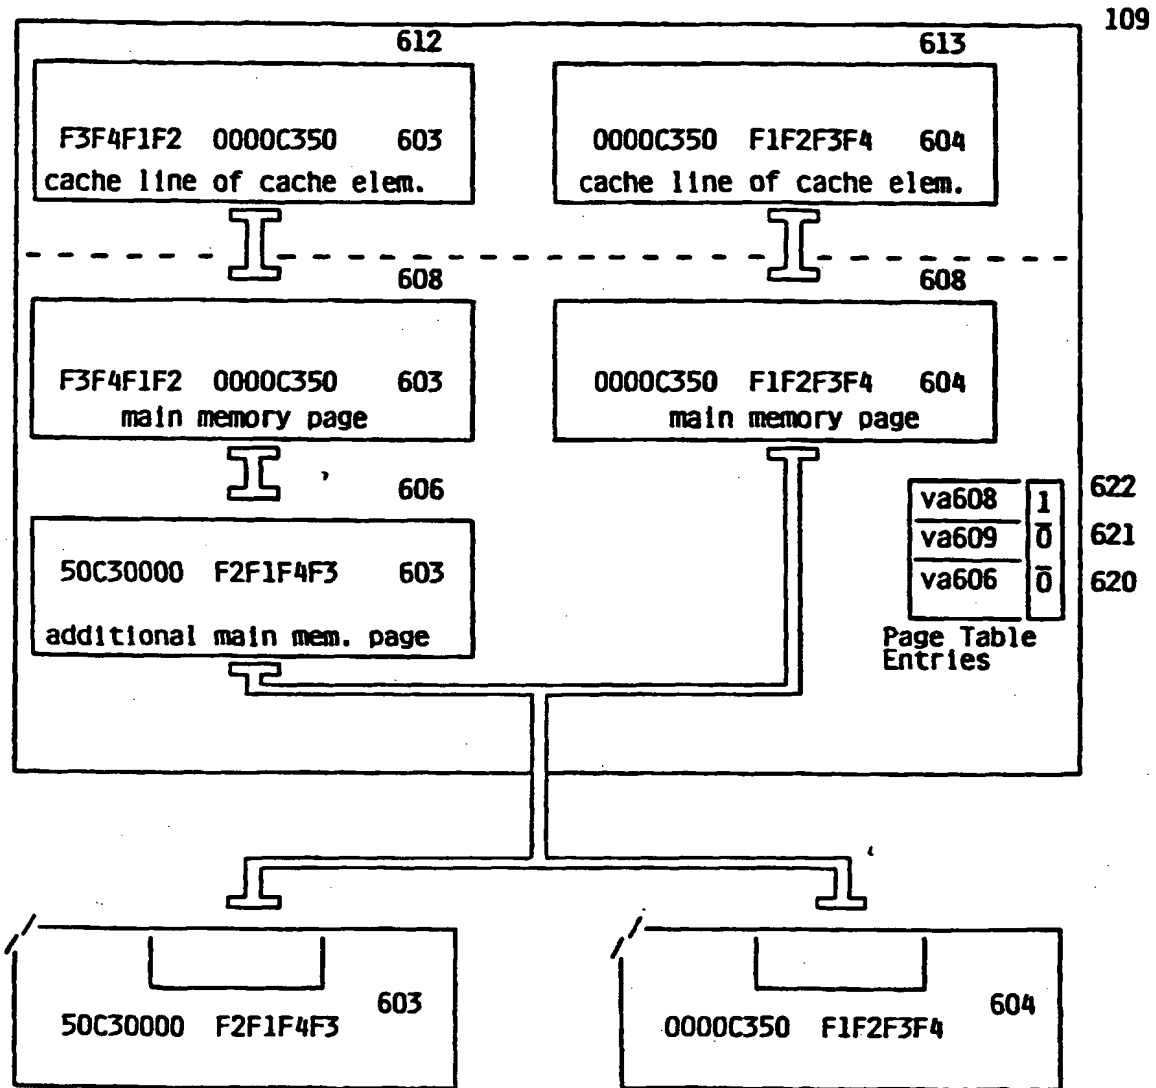 109
612
613
F3F4F1F2 0000C350 603
cache line of cache elem.
0000C350 F1F2F3F4 604
cache line of cache elem.
608
608
F3F4F1F2 0000C350 603
main memory page
0000C350 F1F2F3F4 604
main memory page
606
50C30000 F2F1F4F3 603
additional main mem. page
va608 1 622
va609 0 621
va606 0 620
Page Table
Entries
603
50C30000 F2F1F4F3
604
0000C350 F1F2F3F4